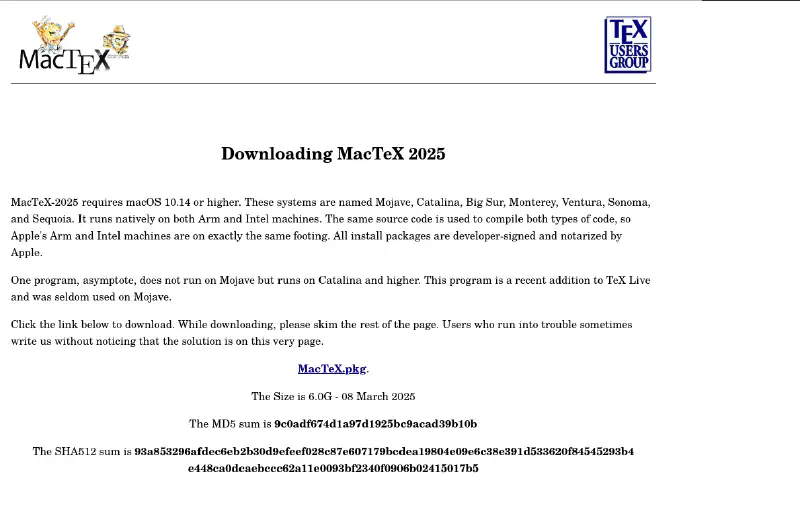 MacTEX
TEX
USERS
GROUP
Downloading MacTeX 2025
MacTeX-2025 requires macOS 10.14 or higher. These systems are named Mojave, Catalina, Big Sur, Monterey, Ventura, Sonoma,
and Sequoia. It runs natively on both Arm and Intel machines. The same source code is used to compile both types of code, so
Apple's Arm and Intel machines are on exactly the same footing. All install packages are developer-signed and notarized by
Apple.
One program, asymptote, does not run on Mojave but runs on Catalina and higher. This program is a recent addition to TeX Live
and was seldom used on Mojave.
Click the link below to download. While downloading, please skim the rest of the page. Users who run into trouble sometimes
write us without noticing that the solution is on this very page.
MacTeX.pkg.
The Size is 6.0G - 08 March 2025
The MD5 sum is 9c0adf674d1a97d1925bc9acad39b10b
The SHA512 sum is 93a853296afdec6eb2b30d9efeef028c87e607179bcdea19804e09e6c38e391d533620f84545293b4
e448ca0dcaebccc62a11e0093bf2340f0906b02415017b5